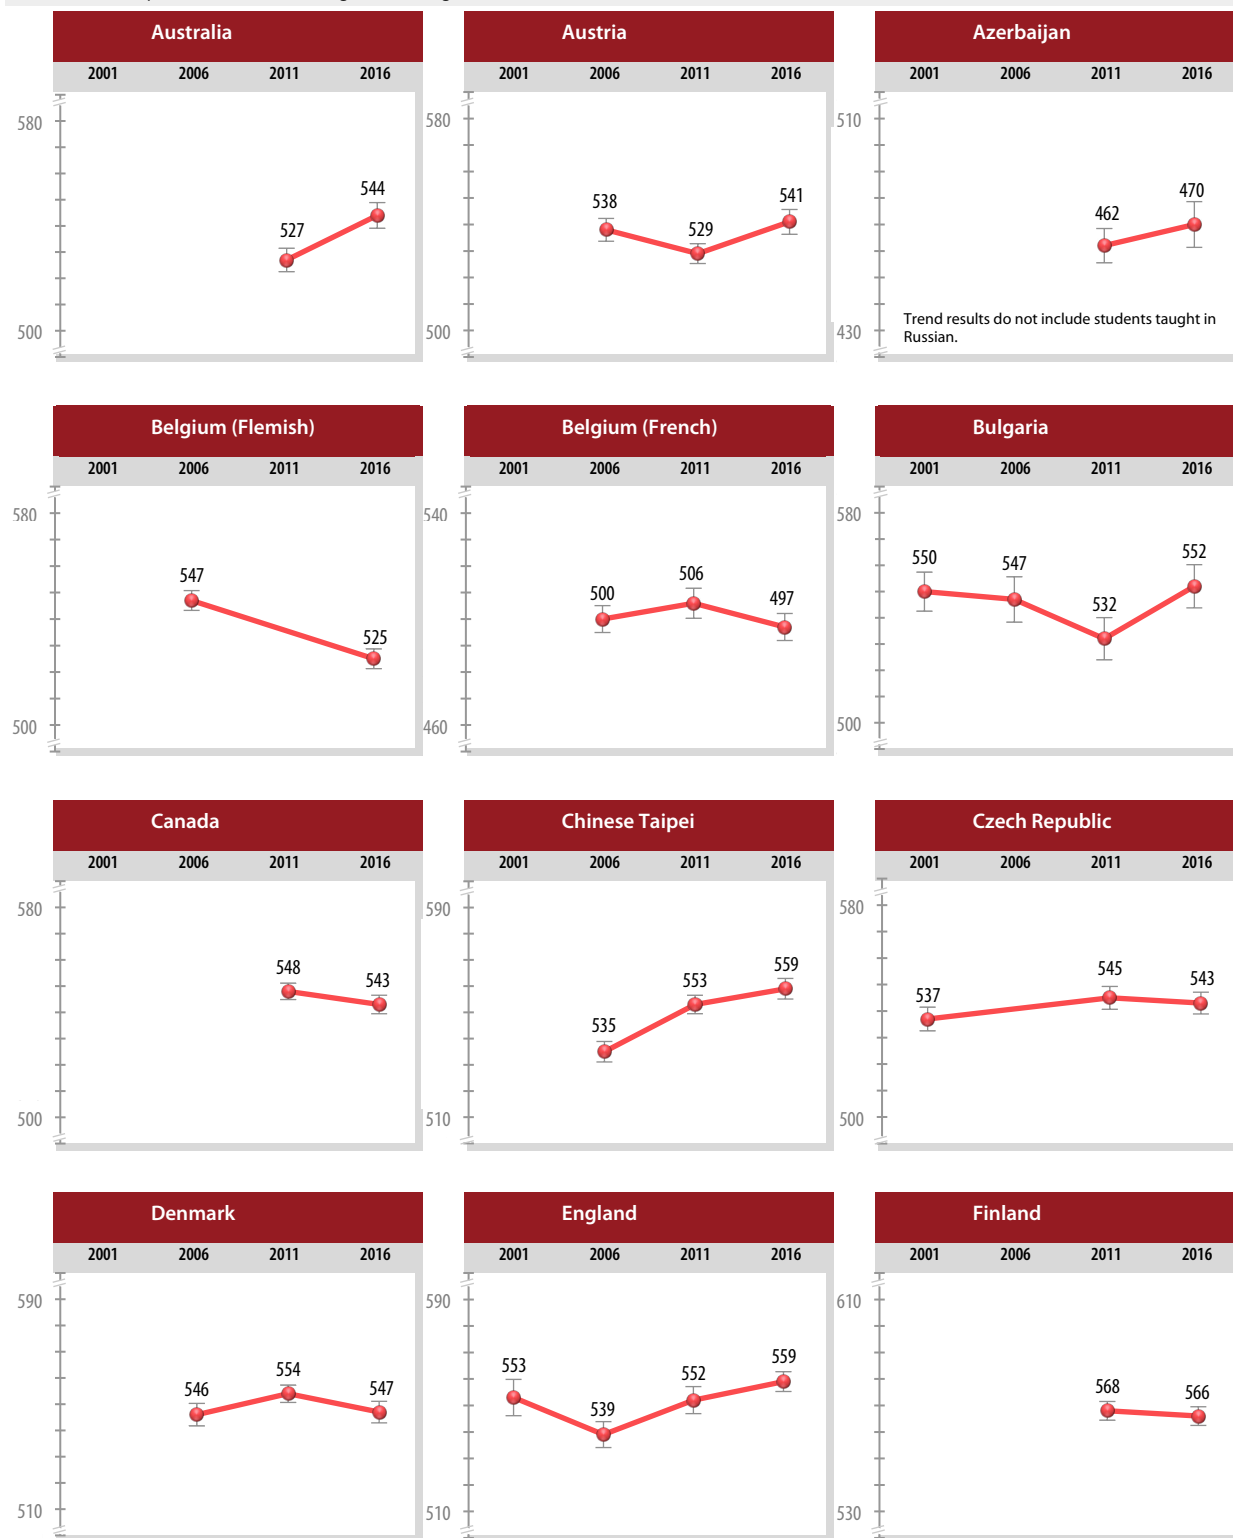 Australia
2001 2006 2011 2016
580
544
527
500
Austria
2001 2006 2011 2016
580
538
529
541
500
Azerbaijan
2001 2006 2011 2016
510
462
470
Trend results do not include students taught in
Russian.
430
Belgium (Flemish)
2001 2006 2011 2016
580
547
525
500
Belgium (French)
2001 2006 2011 2016
540
500
506
497
460
Bulgaria
2001 2006 2011 2016
580
550
547
532
552
500
Canada
2001 2006 2011 2016
580
548
543
500
Chinese Taipei
2001 2006 2011 2016
590
535
553
559
510
Czech Republic
2001 2006 2011 2016
580
537
545
543
500
Denmark
2001 2006 2011 2016
590
546
554
547
510
England
2001 2006 2011 2016
590
553
539
552
559
510
Finland
2001 2006 2011 2016
610
568
566
530